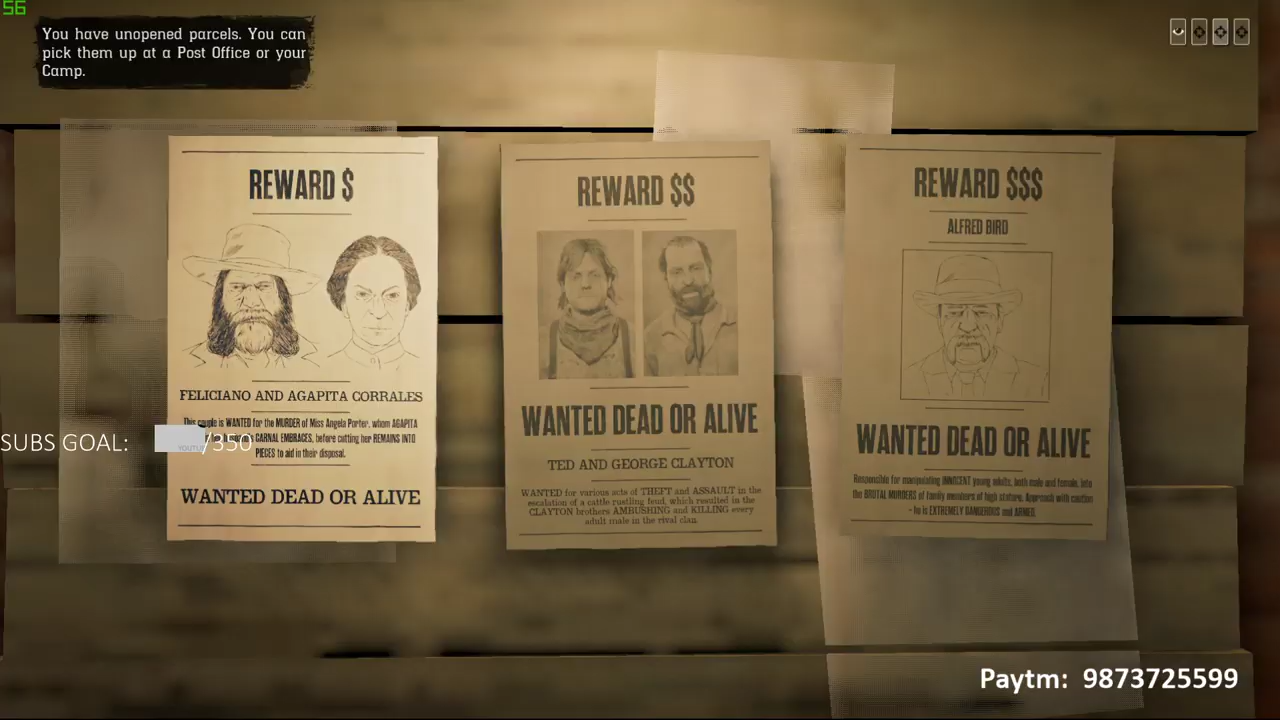 56
You have unopened parcels. You can
pick them up at a Post Office or your
Camp.
REWARD $
FELICIANO AND AGAPITA CORRALES
This couple is WANTED for the MURDER of Miss Angela Porter, whom AGAPITA
CARNAL EMBRACES, before cutting her REMAINS INTO
PIECES to aid in their disposal.
WANTED DEAD OR ALIVE
REWARD $$
WANTED DEAD OR ALIVE
TED AND GEORGE CLAYTON
WANTED for various acts of THEFT and ASSAULT in the
escalation of a cattle rustling feud, which resulted in the
CLAYTON brothers AMBUSHING and KILLING every
adult male in the rival clan.
REWARD $$$
ALFRED BIRD
WANTED DEAD OR ALIVE
Responsible for manipulating INNOCENT young adults, both male and female, into
the BRUTAL MURDERS of family members of high stature. Approach with caution
- he is EXTREMELY DANGEROUS and ARMED.
SUBS GOAL:
/350
Paytm: 9873725599